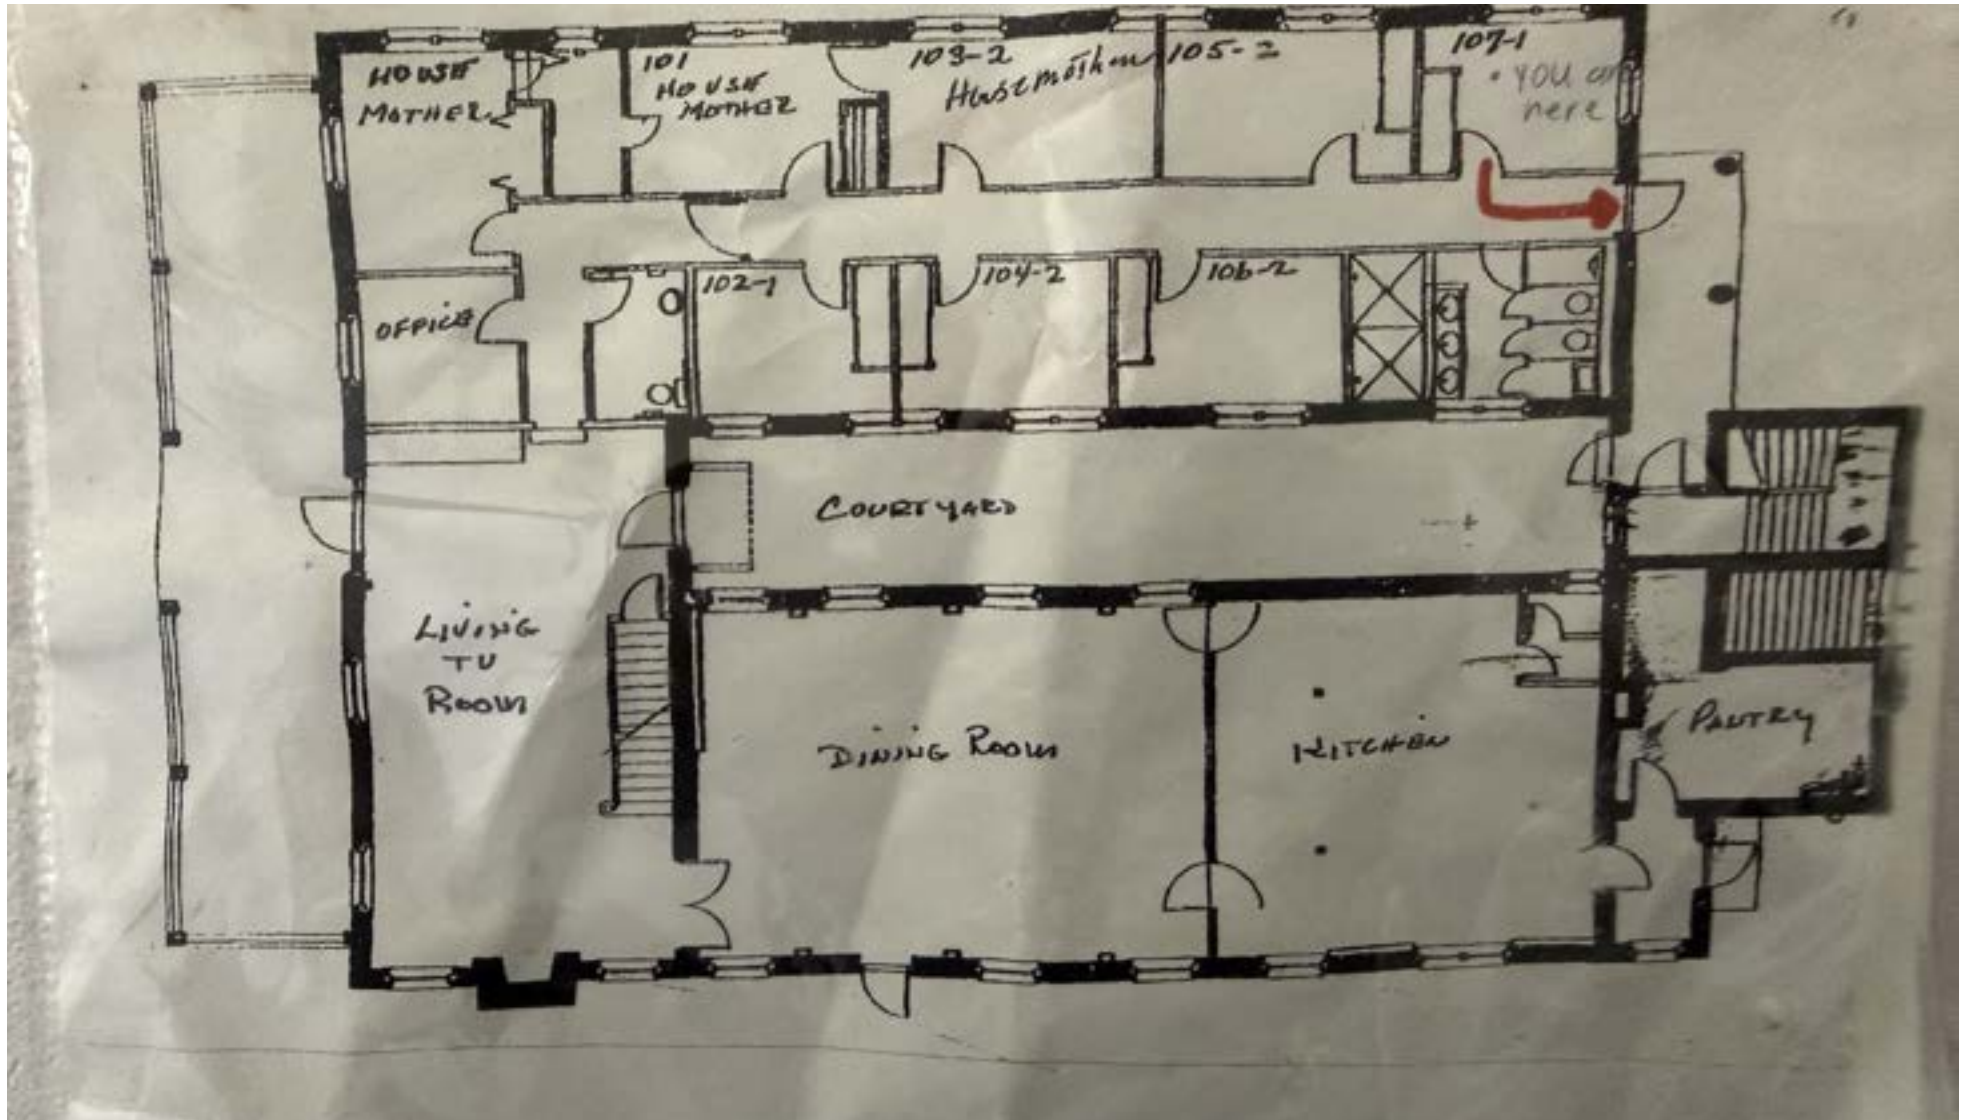 HOUSE
MOTHER
101
HOUSE
MOTHER
103-2
Housemother
105-2
107-1
• YOU are
here
102-1
104-2
106-2
OFFICE
COURTYARD
LIVING
TV
ROOM
DINING ROOM
KITCHEN
PANTRY